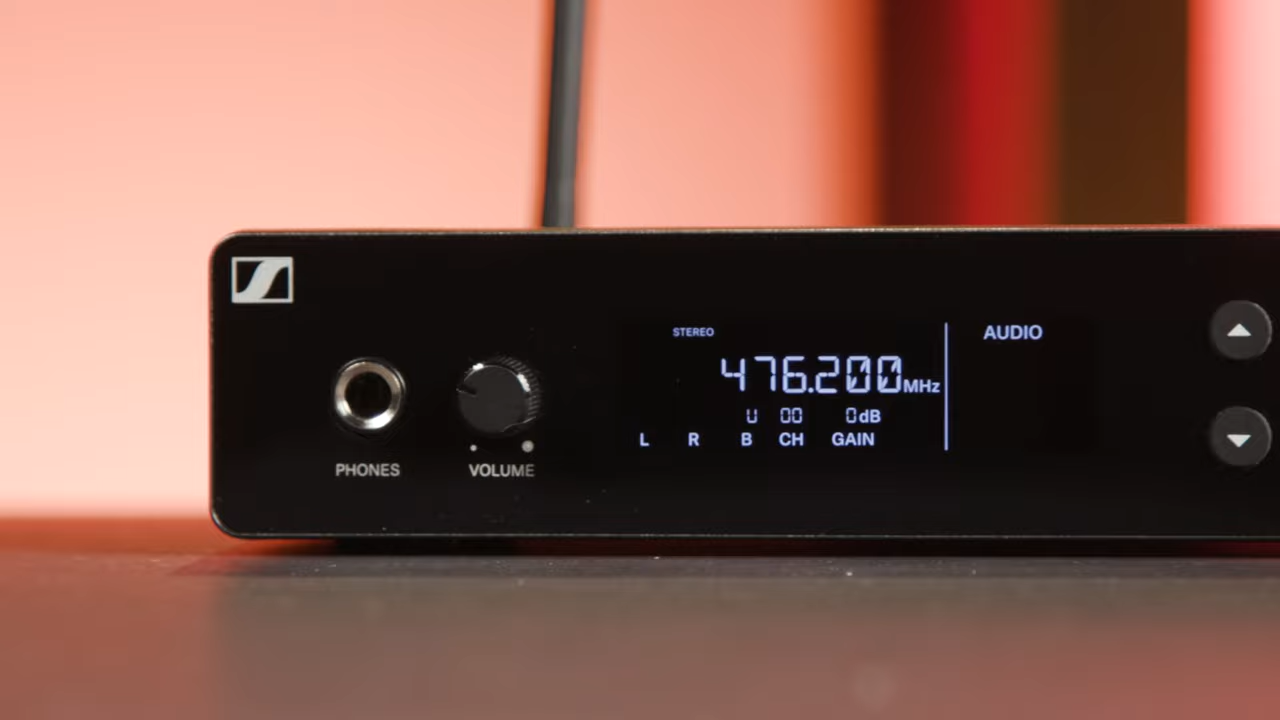 STEREO
AUDIO
476.200MHz
U 00 0dB
L R B CH GAIN
PHONES
VOLUME